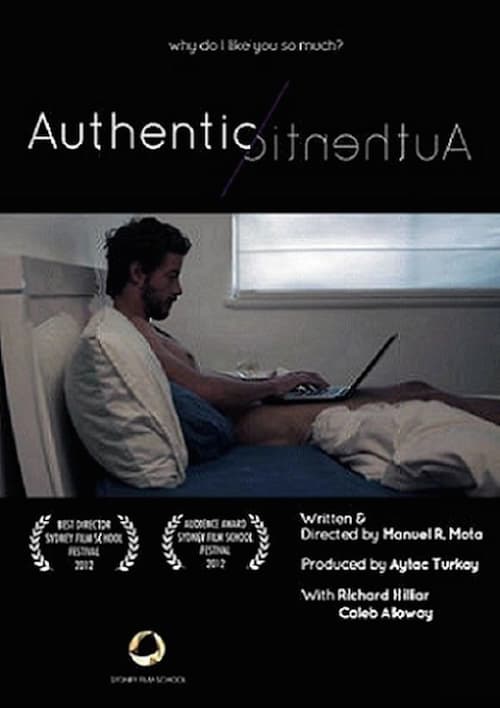 why do I like you so much?
Authentic Authentic
BEST DIRECTOR
SYDNEY FILM SCHOOL
FESTIVAL
2012
AUDIENCE AWARD
SYDNEY FILM SCHOOL
FESTIVAL
2012
Written &
Directed by Manuel R. Mota
Produced by Aytac Turkay
With Richard Hilliar
Caleb Alloway
SYDNEY FILM SCHOOL